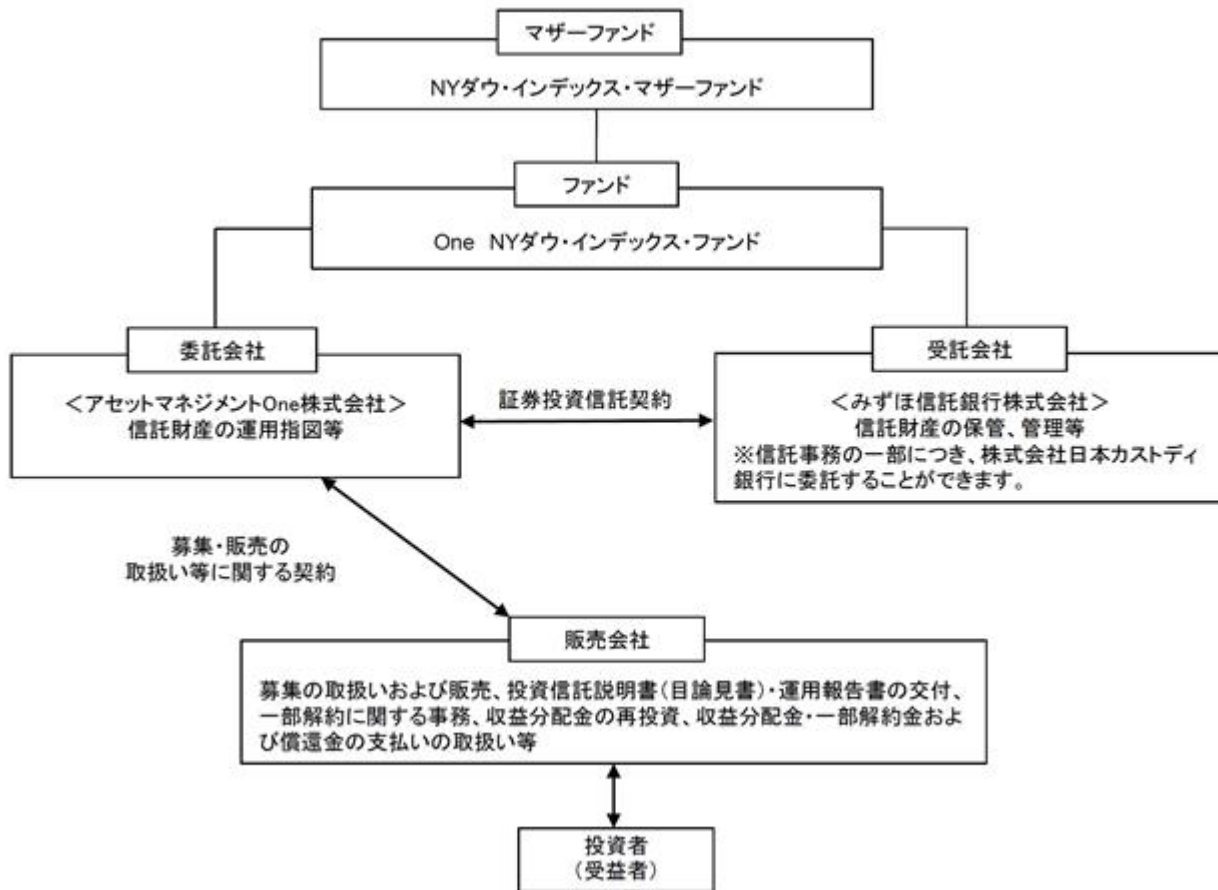 マザーファンド
NYダウ・インデックス・マザーファンド
ファンド
One NYダウ・インデックス・ファンド
委託会社
<アセットマネジメントOne株式会社>
信託財産の運用指図等
証券投資信託契約
受託会社
<みずほ信託銀行株式会社>
信託財産の保管、管理等
※信託事務の一部につき、株式会社日本カストディ
銀行に委託することができます。
募集・販売の
取扱い等に関する契約
販売会社
募集の取扱いおよび販売、投資信託説明書(目論見書)・運用報告書の交付、
一部解約に関する事務、収益分配金の再投資、収益分配金・一部解約金およ
び償還金の支払いの取扱い等
投資者
(受益者)